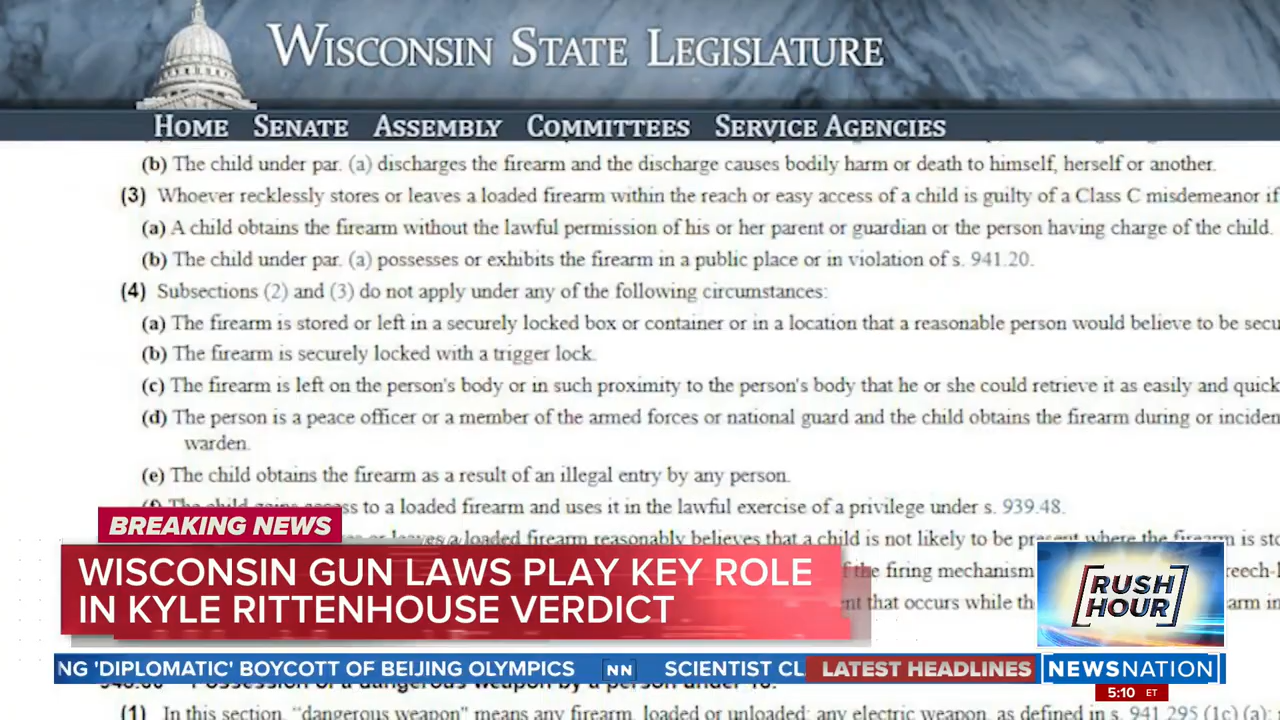 WISCONSIN STATE LEGISLATURE
HOME SENATE ASSEMBLY COMMITTEES SERVICE AGENCIES
(b) The child under par. (a) discharges the firearm and the discharge causes bodily harm or death to himself, herself or another.
(3) Whoever recklessly stores or leaves a loaded firearm within the reach or easy access of a child is guilty of a Class C misdemeanor if
(a) A child obtains the firearm without the lawful permission of his or her parent or guardian or the person having charge of the child.
(b) The child under par. (a) possesses or exhibits the firearm in a public place or in violation of s. 941.20.
(4) Subsections (2) and (3) do not apply under any of the following circumstances:
(a) The firearm is stored or left in a securely locked box or container or in a location that a reasonable person would believe to be secu
(b) The firearm is securely locked with a trigger lock.
(c) The firearm is left on the person's body or in such proximity to the person's body that he or she could retrieve it as easily and quick
(d) The person is a peace officer or a member of the armed forces or national guard and the child obtains the firearm during or inciden
warden.
(e) The child obtains the firearm as a result of an illegal entry by any person.
to a loaded firearm and uses it in the lawful exercise of a privilege under s. 939.48.
BREAKING NEWS
loaded firearm reasonably believes that a child is not likely to be present where the firearm is sto
WISCONSIN GUN LAWS PLAY KEY ROLE
IN KYLE RITTENHOUSE VERDICT
the firing mechanism
that occurs while th
RUSH
HOUR
NG 'DIPLOMATIC' BOYCOTT OF BEIJING OLYMPICS NN SCIENTIST CL LATEST HEADLINES NEWSNATION
5:10 ET
(1) In this section, "dangerous weapon" means any firearm, loaded or unloaded; any electric weapon, as defined in s. 941.295 (1c) (a);